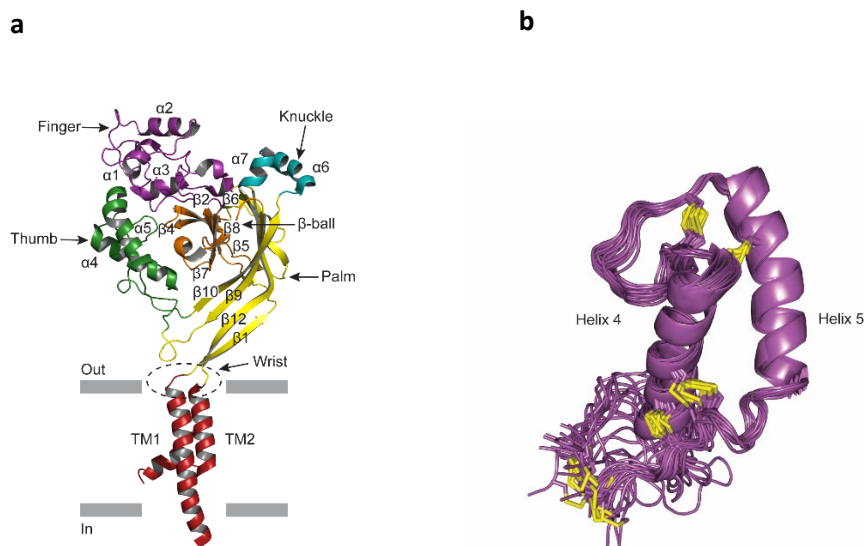 a
b
α2
Finger
Knuckle
α7
α6
α3
α1
β2
β6
Thumb
α5
β4
β8
β-ball
β5
α4
β7
Palm
β10
β9
β12
β1
Out
Wrist
TM1
TM2
In
Helix 4
Helix 5